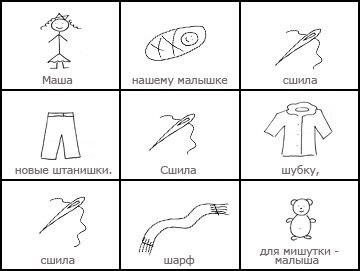 Маша
нашему малышке
сшила
новые штанишки.
Сшила
шубку,
сшила
шарф
для мишутки -
малыша